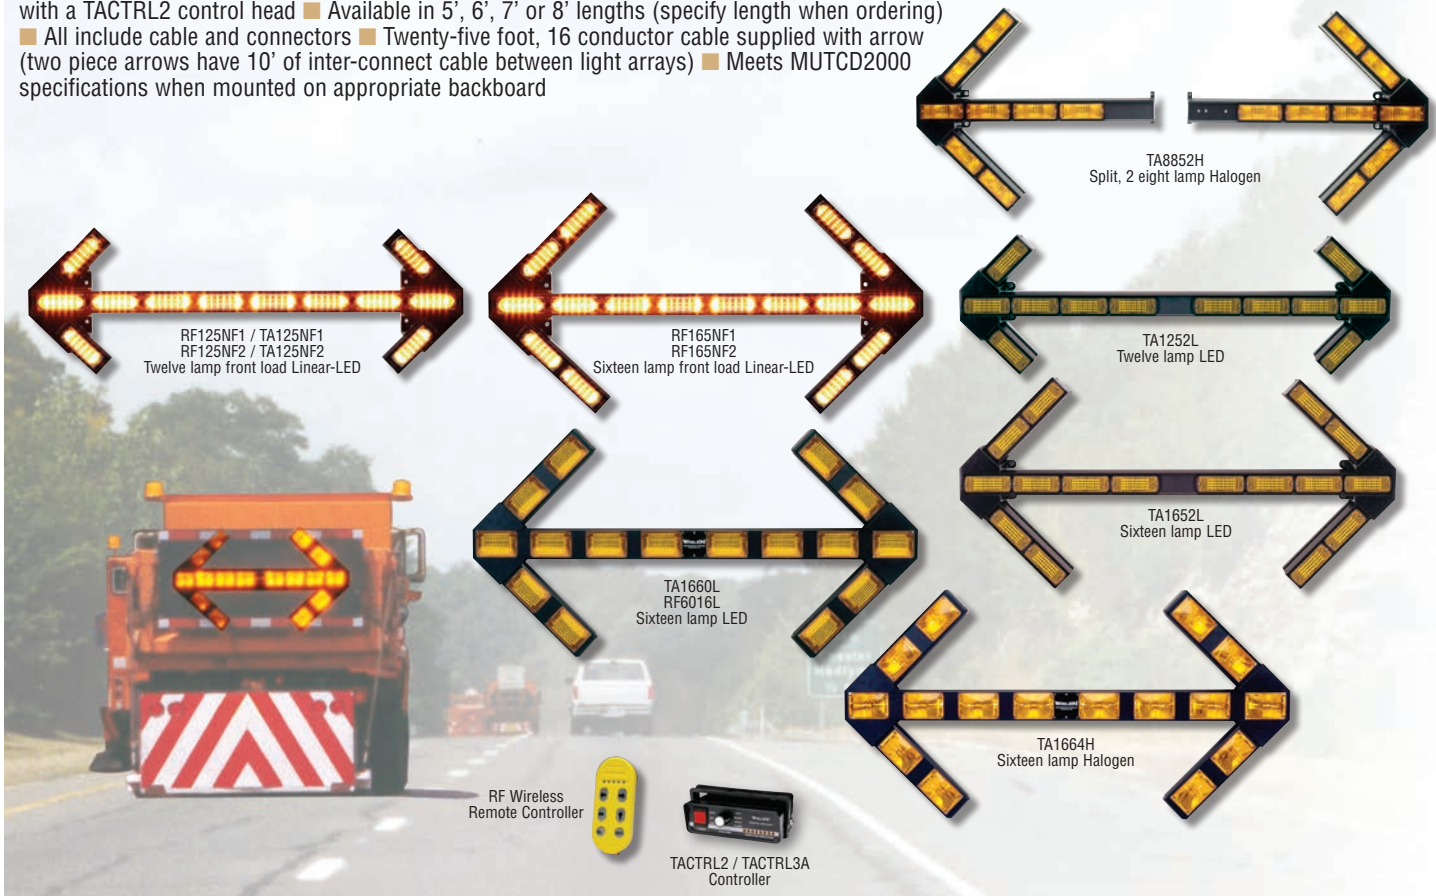 with a TACTRL2 control head ■ Available in 5’, 6’, 7’ or 8’ lengths (specify length when ordering)
■ All include cable and connectors ■ Twenty-five foot, 16 conductor cable supplied with arrow
(two piece arrows have 10’ of inter-connect cable between light arrays) ■ Meets MUTCD2000
specifications when mounted on appropriate backboard
TA8852H
Split, 2 eight lamp Halogen
RF125NF1 / TA125NF1
RF125NF2 / TA125NF2
Twelve lamp front load Linear-LED
RF165NF1
RF165NF2
Sixteen lamp front load Linear-LED
TA1252L
Twelve lamp LED
TA1652L
Sixteen lamp LED
WHELEN
TA1660L
RF6016L
Sixteen lamp LED
WHELEN
TA1664H
Sixteen lamp Halogen
RF Wireless
Remote Controller
TACTRL2 / TACTRL3A
Controller